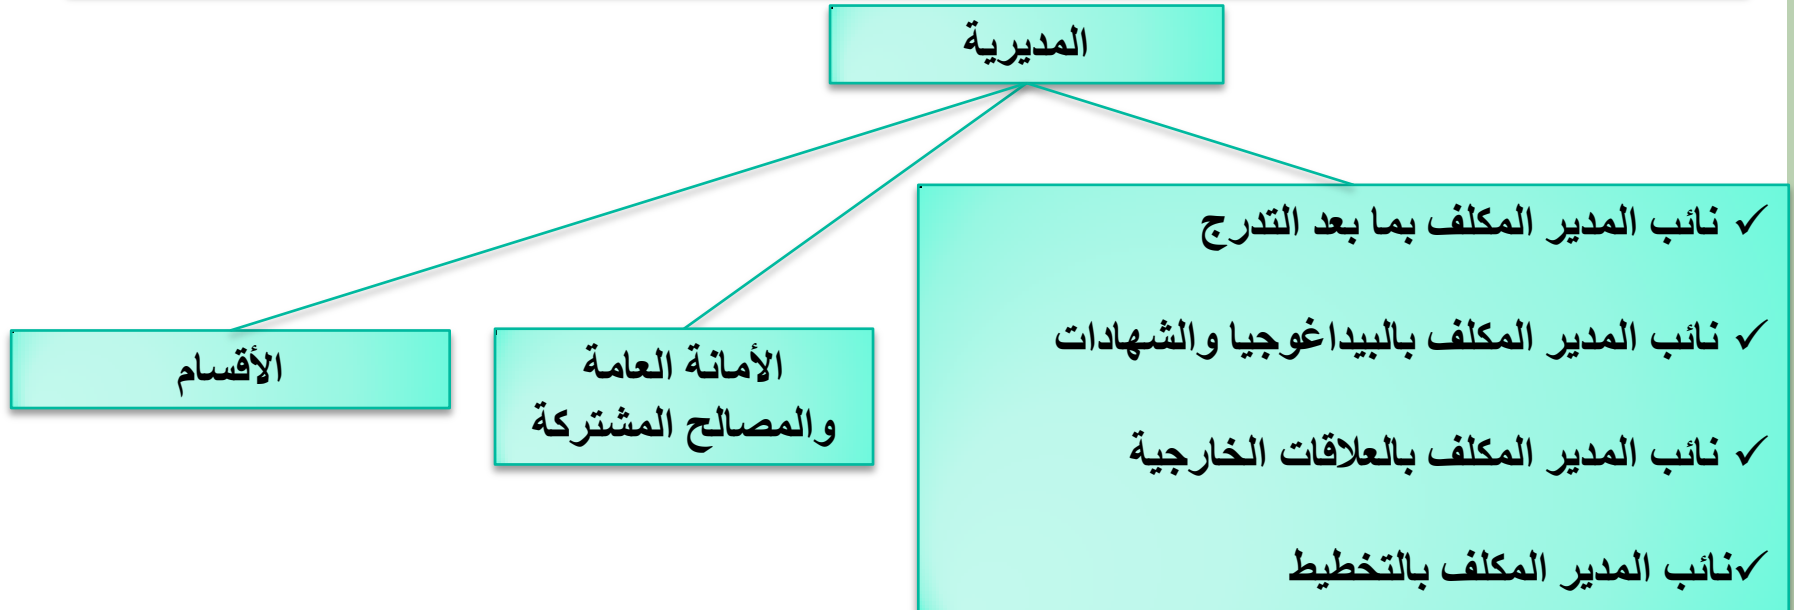 المديرية
✓ نائب المدير المكلف بما بعد التدرج
✓ نائب المدير المكلف بالبيداغوجيا والشهادات
✓ نائب المدير المكلف بالعلاقات الخارجية
✓نائب المدير المكلف بالتخطيط
الأمانة العامة
والمصالح المشتركة
الأقسام